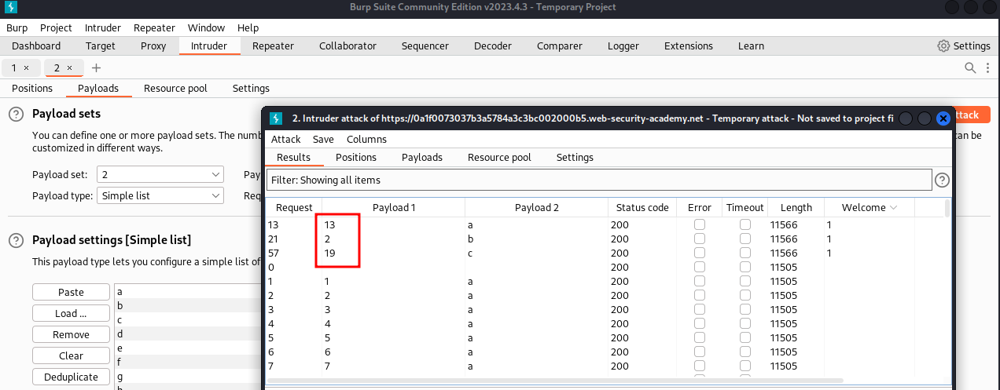 Burp Suite Community Edition v2023.4.3 - Temporary Project
Burp Project Intruder Repeater Window Help
Dashboard Target Proxy Intruder Repeater Collaborator Sequencer Decoder Comparer Logger Extensions Learn Settings
1 × 2 × +
Positions Payloads Resource pool Settings
? Payload sets
ttack
You can define one or more payload sets. The num
can be
customized in different ways.
Payload set: 2 Pay
Payload type: Simple list Req
? Payload settings [Simple list]
This payload type lets you configure a simple list of
Paste
Load ...
Remove
Clear
Deduplicate
a
b
c
d
e
f
g
2. Intruder attack of https://0a1f0073037b3a5784a3c3bc002000b5.web-security-academy.net - Temporary attack - Not saved to project fi
Attack Save Columns
Results Positions Payloads Resource pool Settings
Filter: Showing all items ?
Request Payload 1 Payload 2 Status code Error Timeout Length Welcome
13 13 a 200 11566 1
21 2 b 200 11566 1
57 19 c 200 11566 1
0 200 11505
1 1 a 200 11505
2 2 a 200 11505
3 3 a 200 11505
4 4 a 200 11505
5 5 a 200 11505
6 6 a 200 11505
7 7 a 200 11505